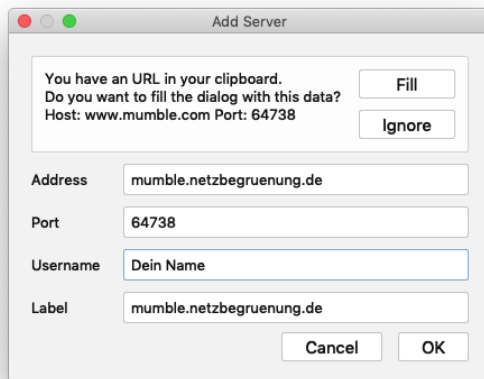 Add Server
You have an URL in your clipboard.
Do you want to fill the dialog with this data?
Host: www.mumble.com Port: 64738
Fill
Ignore
Address mumble.netzbegruenung.de
Port 64738
Username Dein Name
Label mumble.netzbegruenung.de
Cancel OK